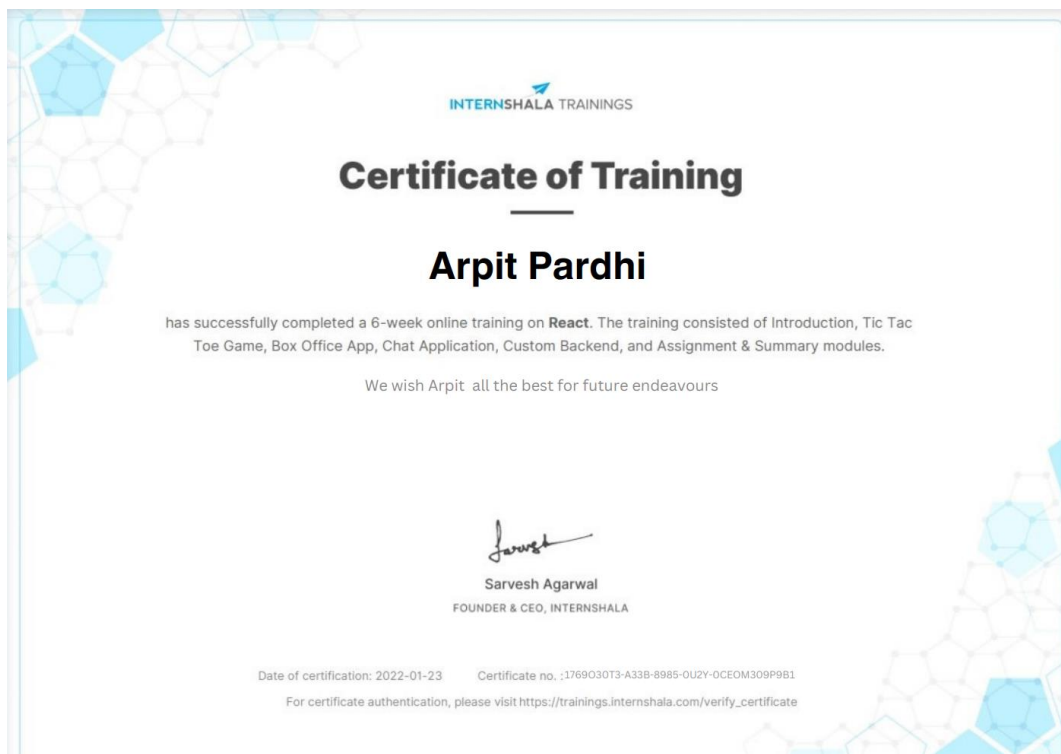 INTERNSHALA TRAININGS
Certificate of Training
Arpit Pardhi
has successfully completed a 6-week online training on React. The training consisted of Introduction, Tic Tac
Toe Game, Box Office App, Chat Application, Custom Backend, and Assignment & Summary modules.
We wish Arpit all the best for future endeavours
Sarvesh
Sarvesh Agarwal
FOUNDER & CEO, INTERNSHALA
Date of certification: 2022-01-23 Certificate no. :1769O30T3-A33B-8985-0U2Y-0CEOM309P9B1
For certificate authentication, please visit https://trainings.internshala.com/verify_certificate